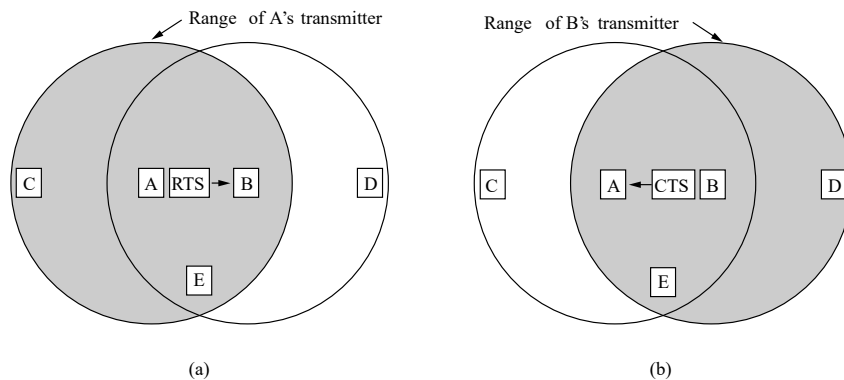 Range of A's transmitter
C
A
RTS
B
D
E
(a)
Range of B's transmitter
C
A
CTS
B
D
E
(b)